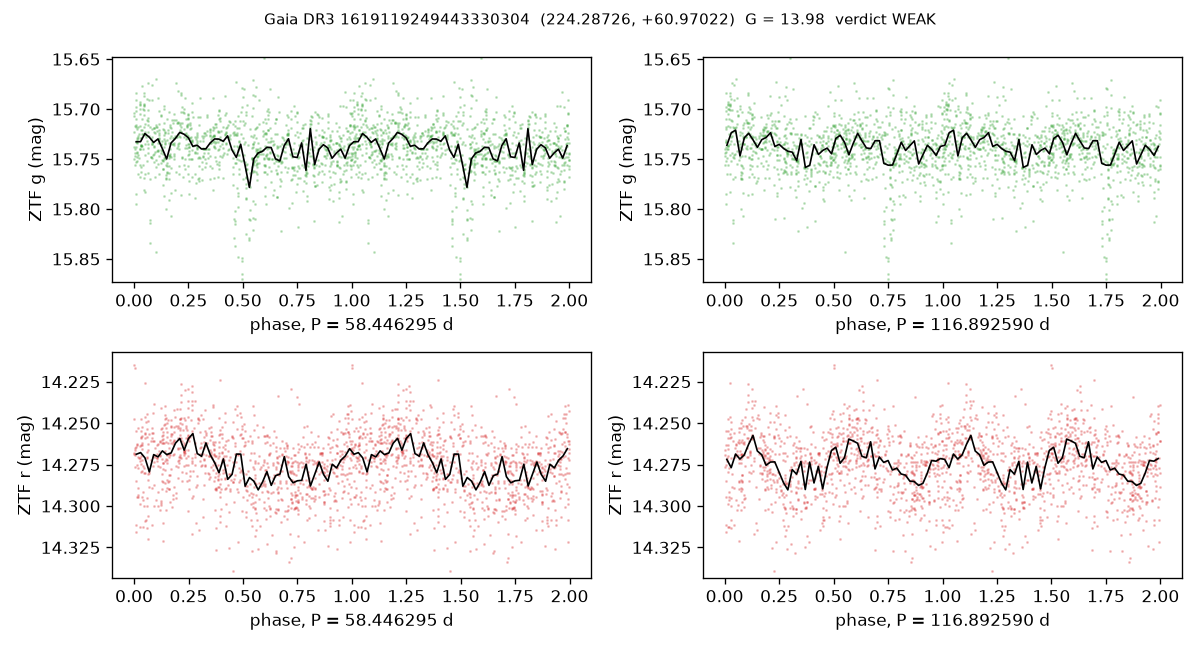 Gaia DR3 1619119249443330304 (224.28726, +60.97022) G = 13.98 verdict WEAK
15.65
15.70
15.75
15.80
15.85
ZTF g (mag)
0.00 0.25 0.50 0.75 1.00 1.25 1.50 1.75 2.00
phase, P = 58.446295 d
15.65
15.70
15.75
15.80
15.85
ZTF g (mag)
0.00 0.25 0.50 0.75 1.00 1.25 1.50 1.75 2.00
phase, P = 116.892590 d
14.225
14.250
14.275
14.300
14.325
ZTF r (mag)
0.00 0.25 0.50 0.75 1.00 1.25 1.50 1.75 2.00
phase, P = 58.446295 d
14.225
14.250
14.275
14.300
14.325
ZTF r (mag)
0.00 0.25 0.50 0.75 1.00 1.25 1.50 1.75 2.00
phase, P = 116.892590 d